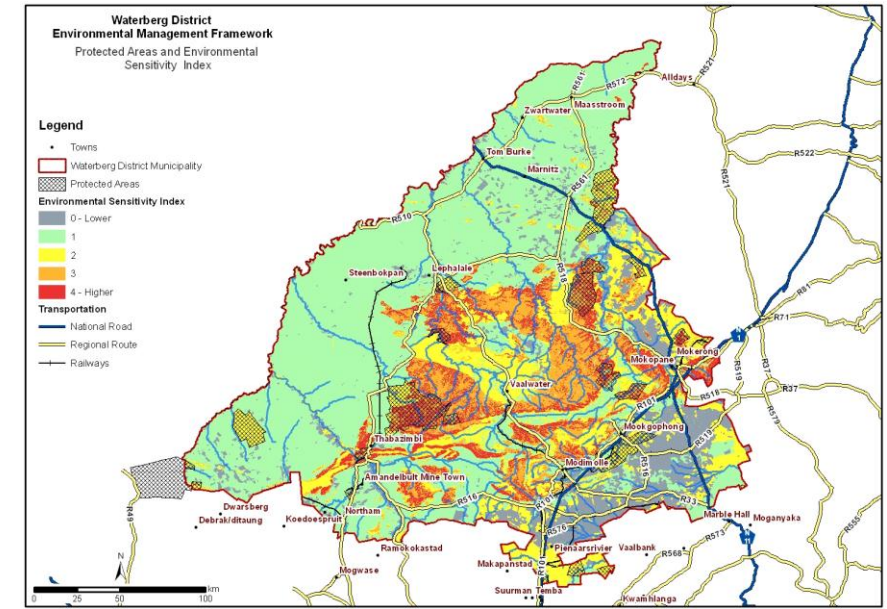 Waterberg District
Environmental Management Framework
Protected Areas and Environmental
Sensitivity Index
Legend
Towns
Waterberg District Municipality
Protected Areas
Environmental Sensitivity Index
0 - Lower
1
2
3
4 - Higher
Transportation
National Road
Regional Route
Railways
R521
Alldays
R572
R561
Maasstroom
Zwartwater
Tom Burke
Marnitz
R561
R522
R521
R510
Steenbokpan
Lephalale
R518
R81
R71
1
Mokerong
Mokopane
R519
R37
R37
Vaalwater
R518
R101
R579
Mookgophong
R519
Thabazimbi
Modimolle
R516
Amandelbult Mine Town
R516
R101
R33
Dwarsberg
Debrak/ditaung
Koedoespruit
Northam
R576
Marble Hall
Moganyaka
R49
R573
R555
Ramokokastad
Pienaarsrivier
Vaalbank
R568
Makapanstad
R101
Mogwase
Suurman
Temba
Kwamhlanga
N
km
0
25
50
100